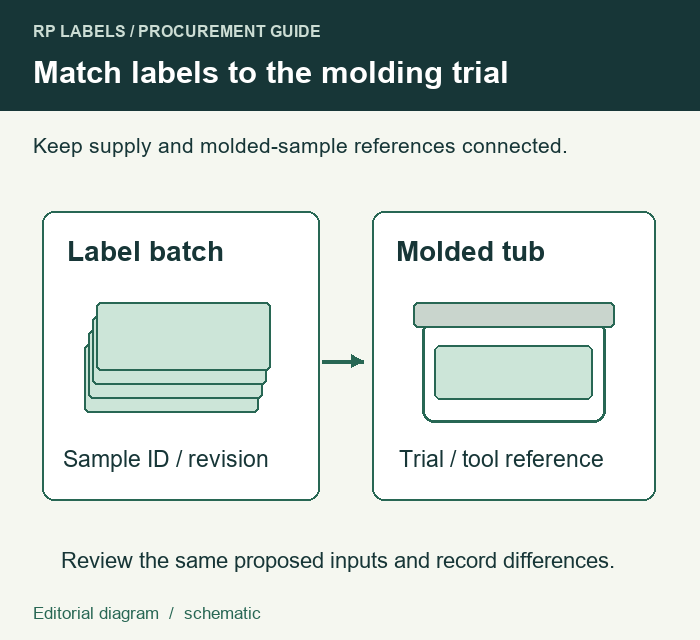 RP LABELS / PROCUREMENT GUIDE
Match labels to the molding trial
Keep supply and molded-sample references connected.
Label batch
Sample ID / revision
Molded tub
Trial / tool reference
Review the same proposed inputs and record differences.
Editorial diagram / schematic